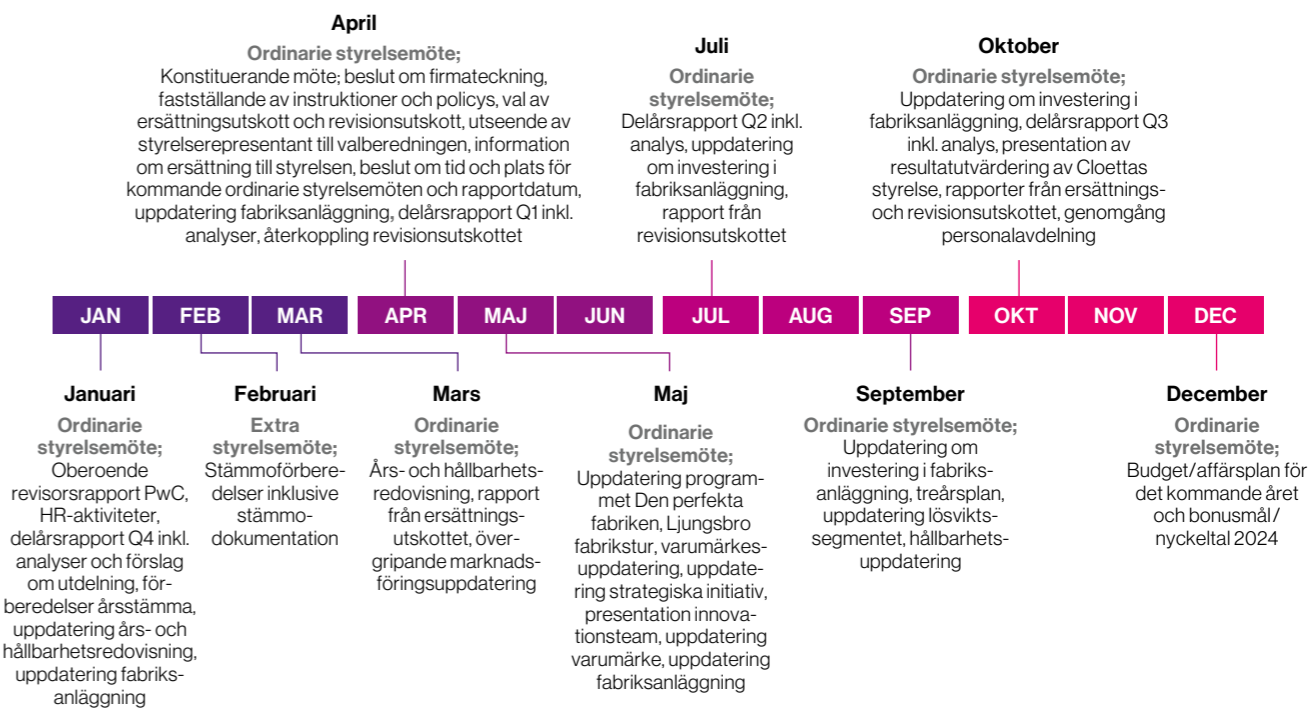 April
Ordinarie styrelsemöte;
Konstituerande möte; beslut om firmateckning,
fastställande av instruktioner och policys, val av
ersättningsutskott och revisionsutskott, utseende av
styrelserepresentant till valberedningen, information
om ersättning till styrelsen, beslut om tid och plats för
kommande ordinarie styrelsemöten och rapportdatum,
uppdatering fabriksanläggning, delårsrapport Q1 inkl.
analyser, återkoppling revisionsutskottet
Juli
Ordinarie
styrelsemöte;
Delårsrapport Q2 inkl.
analys, uppdatering
om investering i
fabriksanläggning,
rapport från
revisionsutskottet
Oktober
Ordinarie styrelsemöte;
Uppdatering om investering i
fabriksanläggning, delårsrapport Q3
inkl. analys, presentation av
resultatutvärdering av Cloettas
styrelse, rapporter från ersättnings-
och revisionsutskottet, genomgång
personalavdelning
JAN FEB MAR APR MAJ JUN JUL AUG SEP OKT NOV DEC
Januari
Ordinarie
styrelsemöte;
Oberoende
revisorsrapport PwC,
HR-aktiviteter,
delårsrapport Q4 inkl.
analyser och förslag
om utdelning, för-
beredelser årsstämma,
uppdatering års- och
hållbarhetsredovisning,
uppdatering fabriks-
anläggning
Februari
Extra
styrelsemöte;
Stämmoförbere-
delser inklusive
stämmo-
dokumentation
Mars
Ordinarie
styrelsemöte;
Års- och hållbarhets-
redovisning, rapport
från ersättnings-
utskottet, över-
gripande marknads-
föringsuppdatering
Maj
Ordinarie
styrelsemöte;
Uppdatering program-
met Den perfekta
fabriken, Ljungsbro
fabrikstur, varumärkes-
uppdatering, uppdate-
ring strategiska initiativ,
presentation innova-
tionsteam, uppdatering
varumärke, uppdatering
fabriksanläggning
September
Ordinarie styrelsemöte;
Uppdatering om
investering i fabriks-
anläggning, treårsplan,
uppdatering lösvikts-
segmentet, hållbarhets-
uppdatering
December
Ordinarie
styrelsemöte;
Budget/affärsplan för
det kommande året
och bonusmål/
nyckeltal 2024